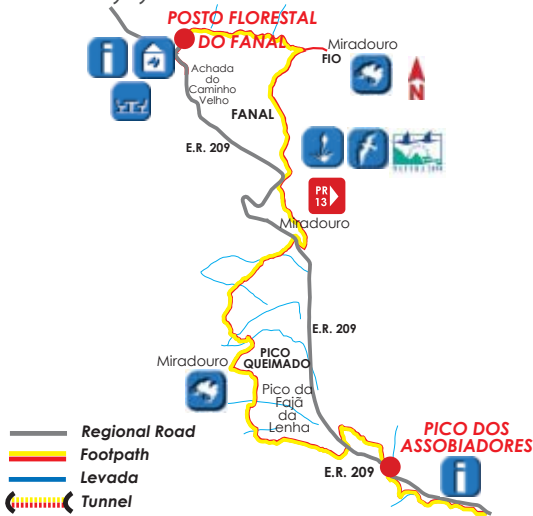 POSTO FLORESTAL
DO FANAL
Miradouro
FIO
Achada
do
Caminho
Velho
N
FANAL
E.R. 209
PR
13
Miradouro
E.R. 209
PICO
QUEIMADO
Miradouro
Pico da
Fajã
da
Lenha
PICO DOS
ASSOBIADORES
E.R. 209
Regional Road
Footpath
Levada
Tunnel